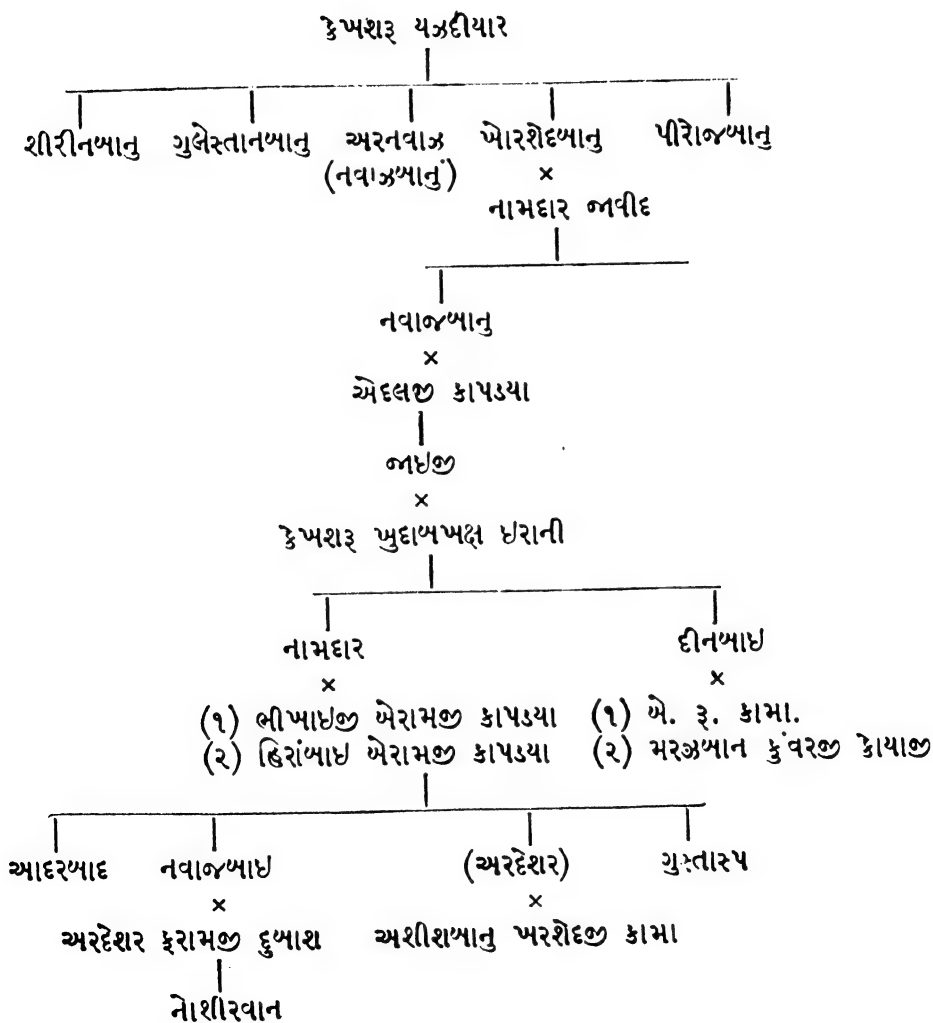 કેખશરૂ યઝદીયાર
શીરીનબાનુ ગુલેસ્તાનબાનુ અરનવાઝ ખોરશેદબાનુ પીરોજબાનુ
(નવાઝબાનું) ×
નામદાર જાવીદ
નવાજબાનુ
×
એદલજી કાપડયા
જાઇજી
×
કેખશરૂ ખુદાબખક્ષ ઇરાની
નામદાર દીનબાઇ
× ×
(૧) ભીખાઇજી બેરામજી કાપડયા (૧) બે. રૂ. કામા.
(૨) હિરાંબાઇ બેરામજી કાપડયા (૨) મરઝબાન કુંવરજી કોયાજી
આદરબાદ નવાજબાઇ (અરદેશર) ગુસ્તાસ્પ
× ×
અરદેશર ફરામજી દુબાશ અશીશબાનુ ખરશેદજી કામા
નોશીરવાન